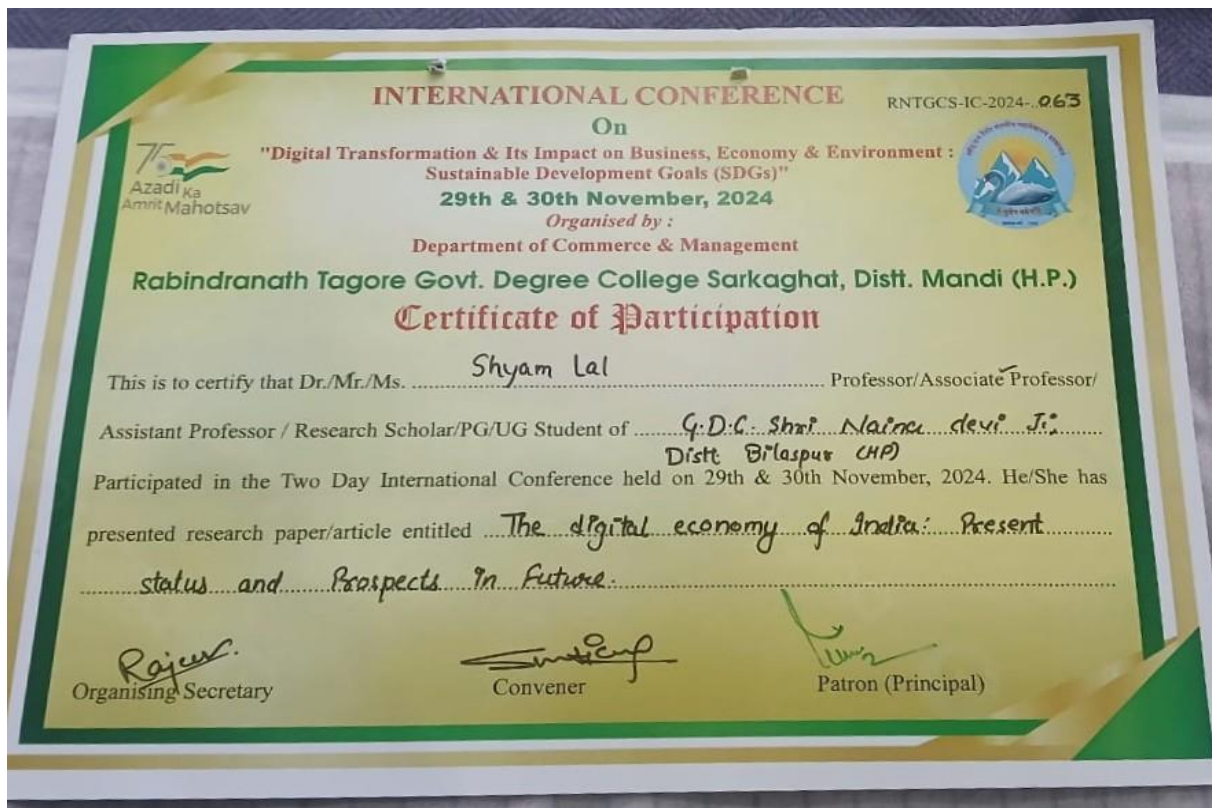 INTERNATIONAL CONFERENCE
RNTGCS-IC-2024-..063
On
75
Azadi Ka
Amrit Mahotsav
"Digital Transformation & Its Impact on Business, Economy & Environment :
Sustainable Development Goals (SDGs)"
29th & 30th November, 2024
Organised by :
Department of Commerce & Management
Rabindranath Tagore Govt. Degree College Sarkaghat, Distt. Mandi (H.P.)
Certificate of Participation
This is to certify that Dr./Mr./Ms. Shyam Lal Professor/Associate Professor/
Assistant Professor / Research Scholar/PG/UG Student of G.D.C. Shri Naina devi Ji;
Distt Bilaspur (HP)
Participated in the Two Day International Conference held on 29th & 30th November, 2024. He/She has
presented research paper/article entitled The digital economy of India: Present
status and Prospects in Future.
Rajeev.
Organising Secretary
Convener
Patron (Principal)